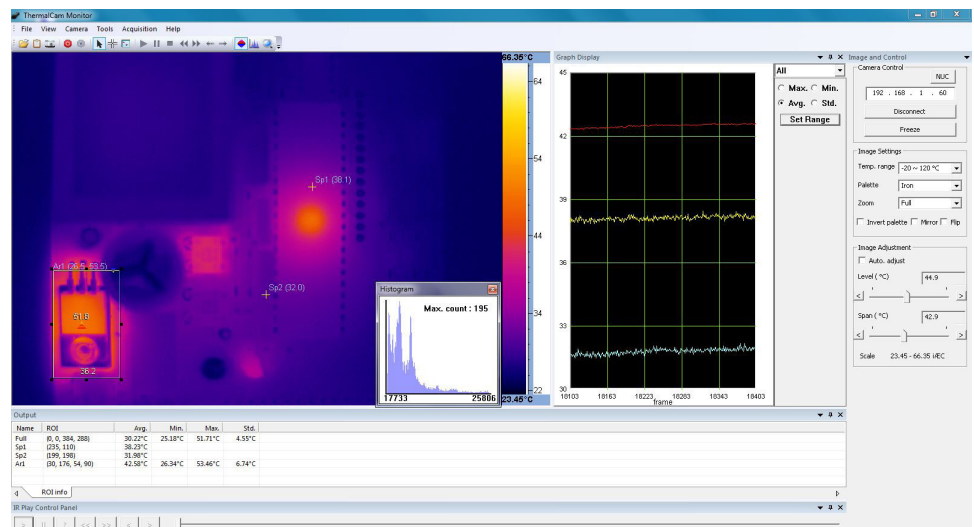 ThermalCam Monitor
File View Camera Tools Acquisition Help
66.35°C
64
54
44
34
22
23.45°C
Sp1 (38.1)
Sp2 (32.0)
Ar1 (26.5, 53.5)
51.8
36.2
Histogram
Max. count : 195
17733 25806
Graph Display
45
42
39
36
33
30
18103 18163 18223 18283 18343 18403
frame
All
Max. Min.
Avg. Std.
Set Range
Image and Control
Camera Control
NUC
192 . 168 . 1 . 60
Disconnect
Freeze
Image Settings
Temp. range -20 ~ 120 °C
Palette Iron
Zoom Full
Invert palette Mirror Flip
Image Adjustment
Auto. adjust
Level ( °C) 44.9
Span ( °C) 42.9
Scale 23.45 - 66.35 i/EC
Output
Name ROI Avg. Min. Max. Std.
Full (0, 0, 384, 288) 30.22°C 25.18°C 51.71°C 4.55°C
Sp1 (235, 110) 38.23°C
Sp2 (199, 198) 31.98°C
Ar1 (30, 176, 54, 90) 42.58°C 26.34°C 53.46°C 6.74°C
ROI info
IR Play Control Panel